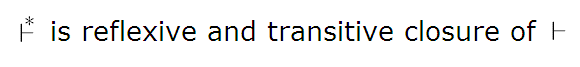 ⊢* is reflexive and transitive closure of ⊢